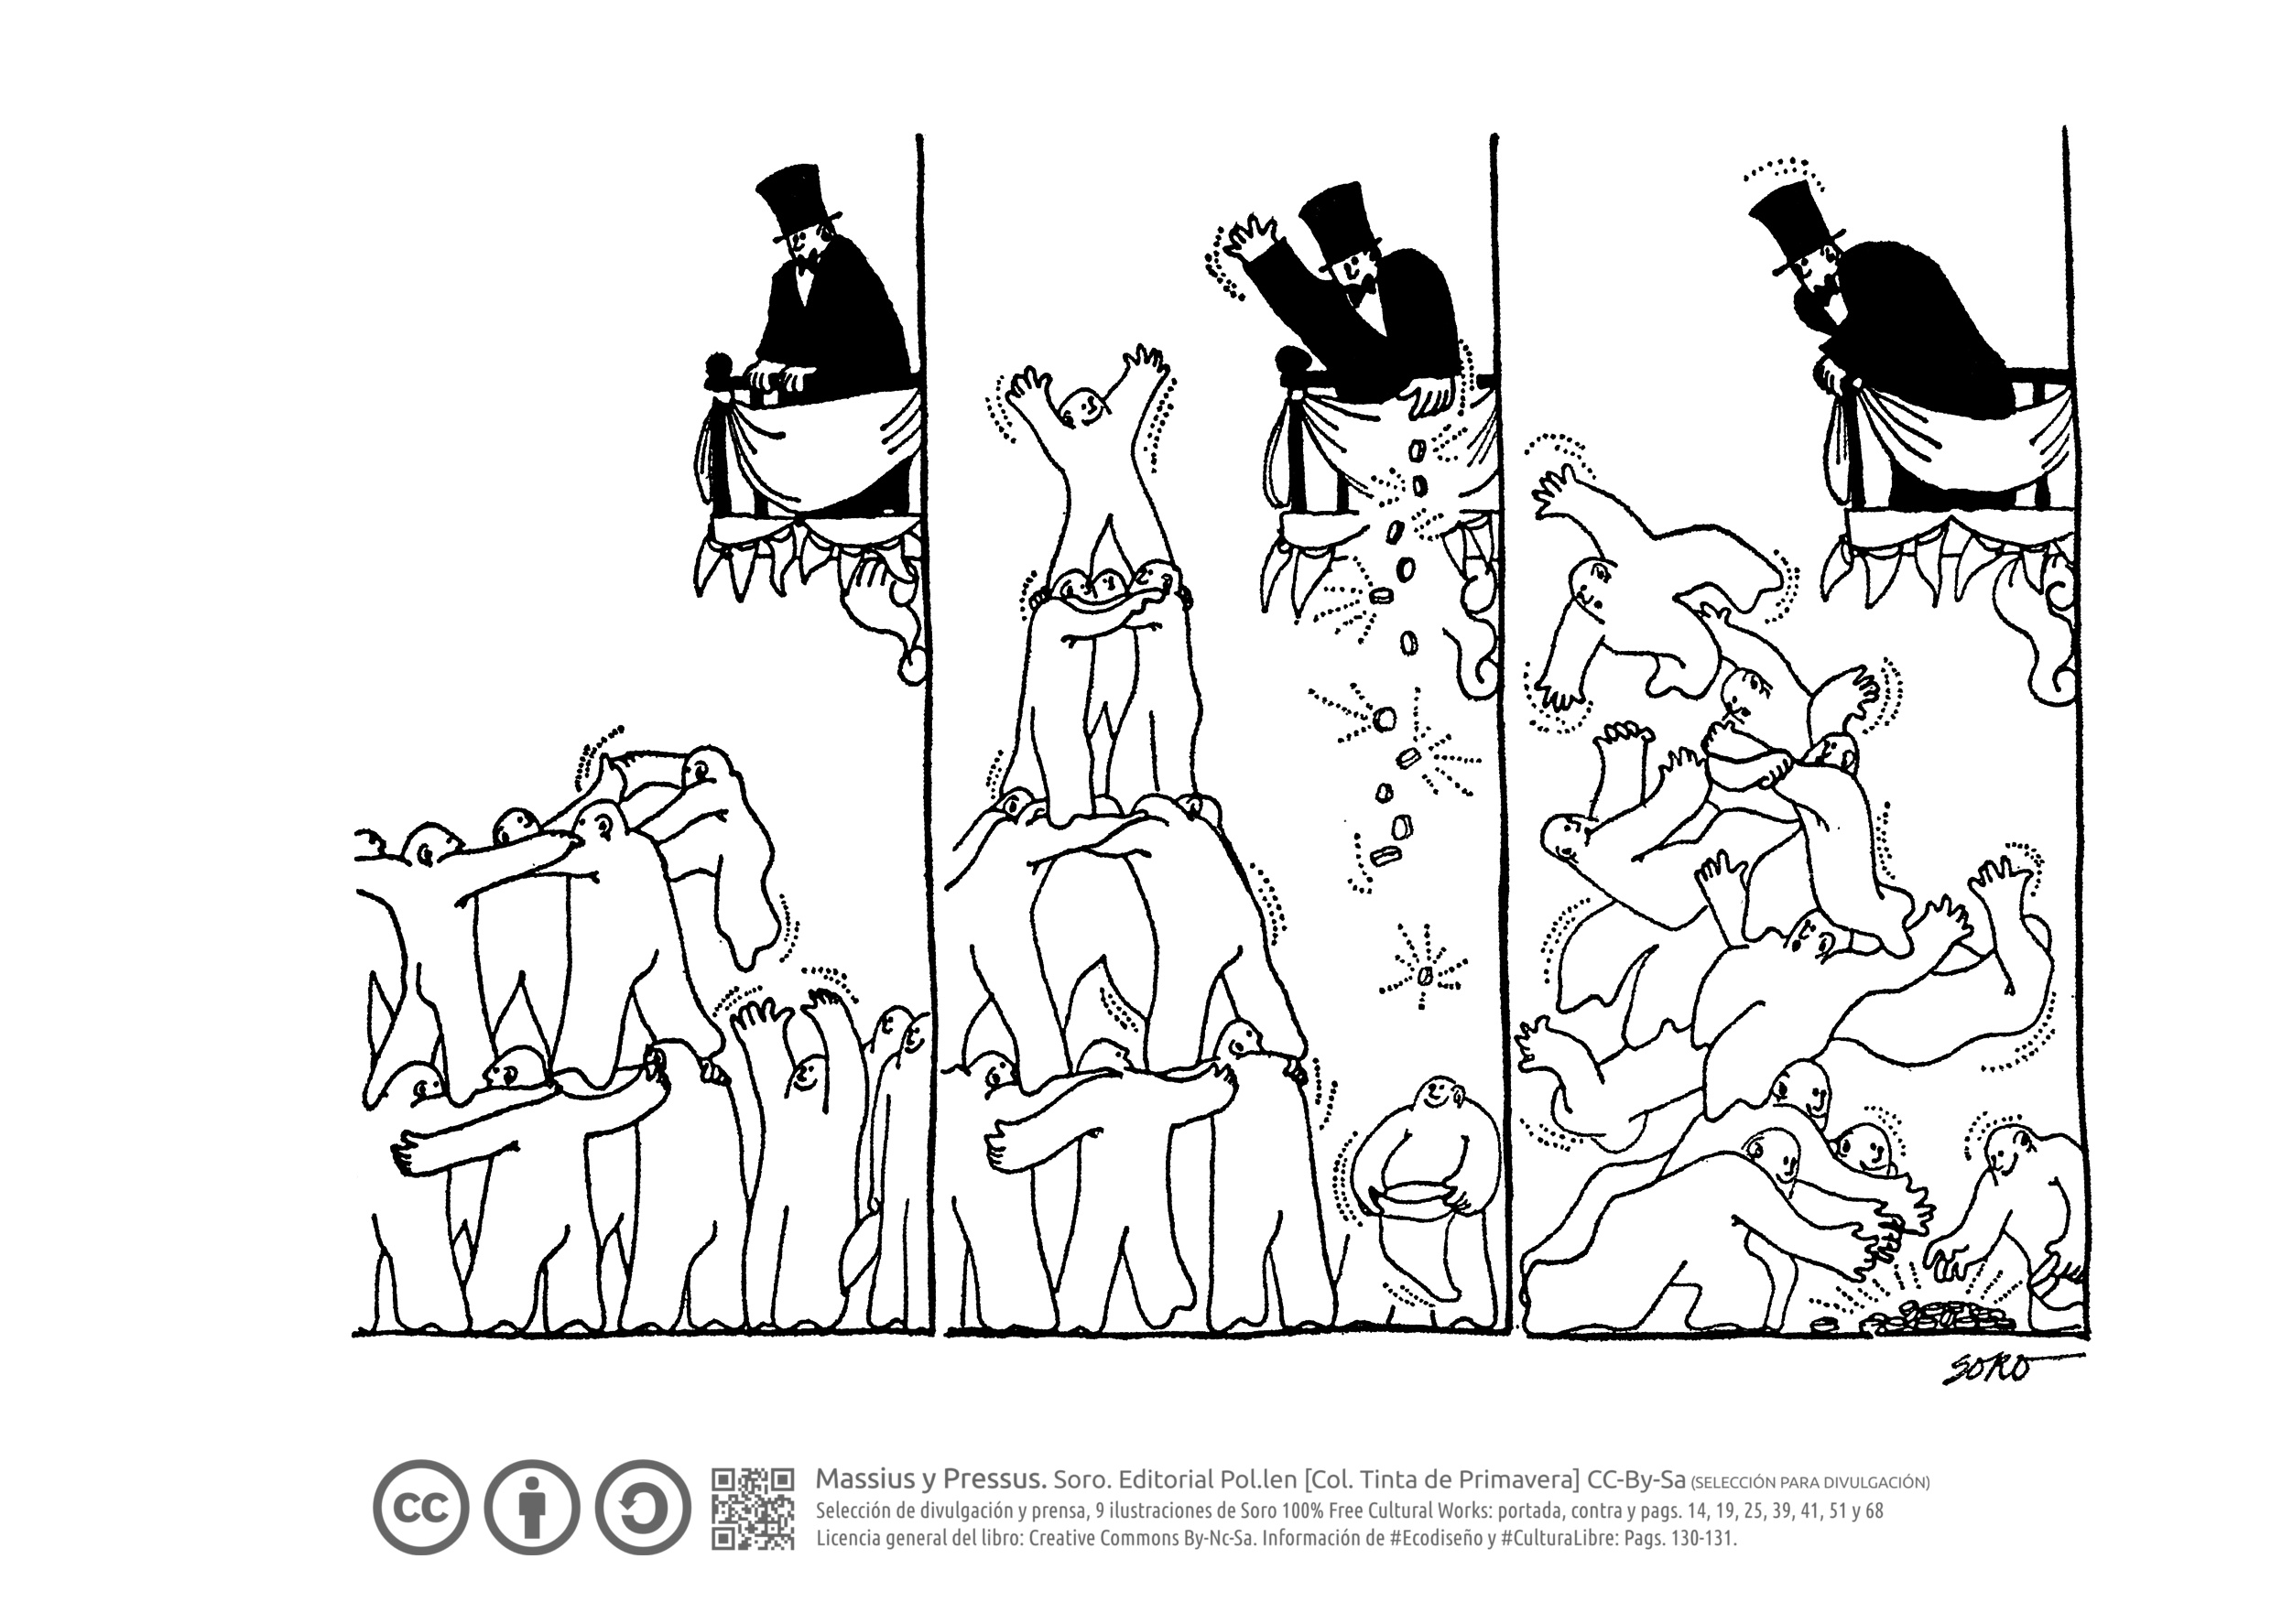 SORO
cc
Massius y Pressus. Soro. Editorial Pol.len [Col. Tinta de Primavera] CC-By-Sa (SELECCIÓN PARA DIVULGACIÓN)
Selección de divulgación y prensa, 9 ilustraciones de Soro 100% Free Cultural Works: portada, contra y pags. 14, 19, 25, 39, 41, 51 y 68
Licencia general del libro: Creative Commons By-Nc-Sa. Información de #Ecodiseño y #CulturaLibre: Pags. 130-131.